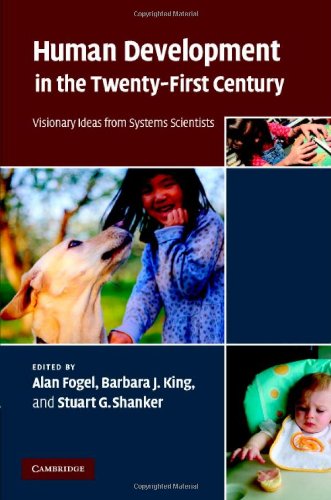 Human Development
in the Twenty-First Century
Visionary Ideas from Systems Scientists
EDITED BY
Alan Fogel, Barbara J. King,
and Stuart G. Shanker
CAMBRIDGE